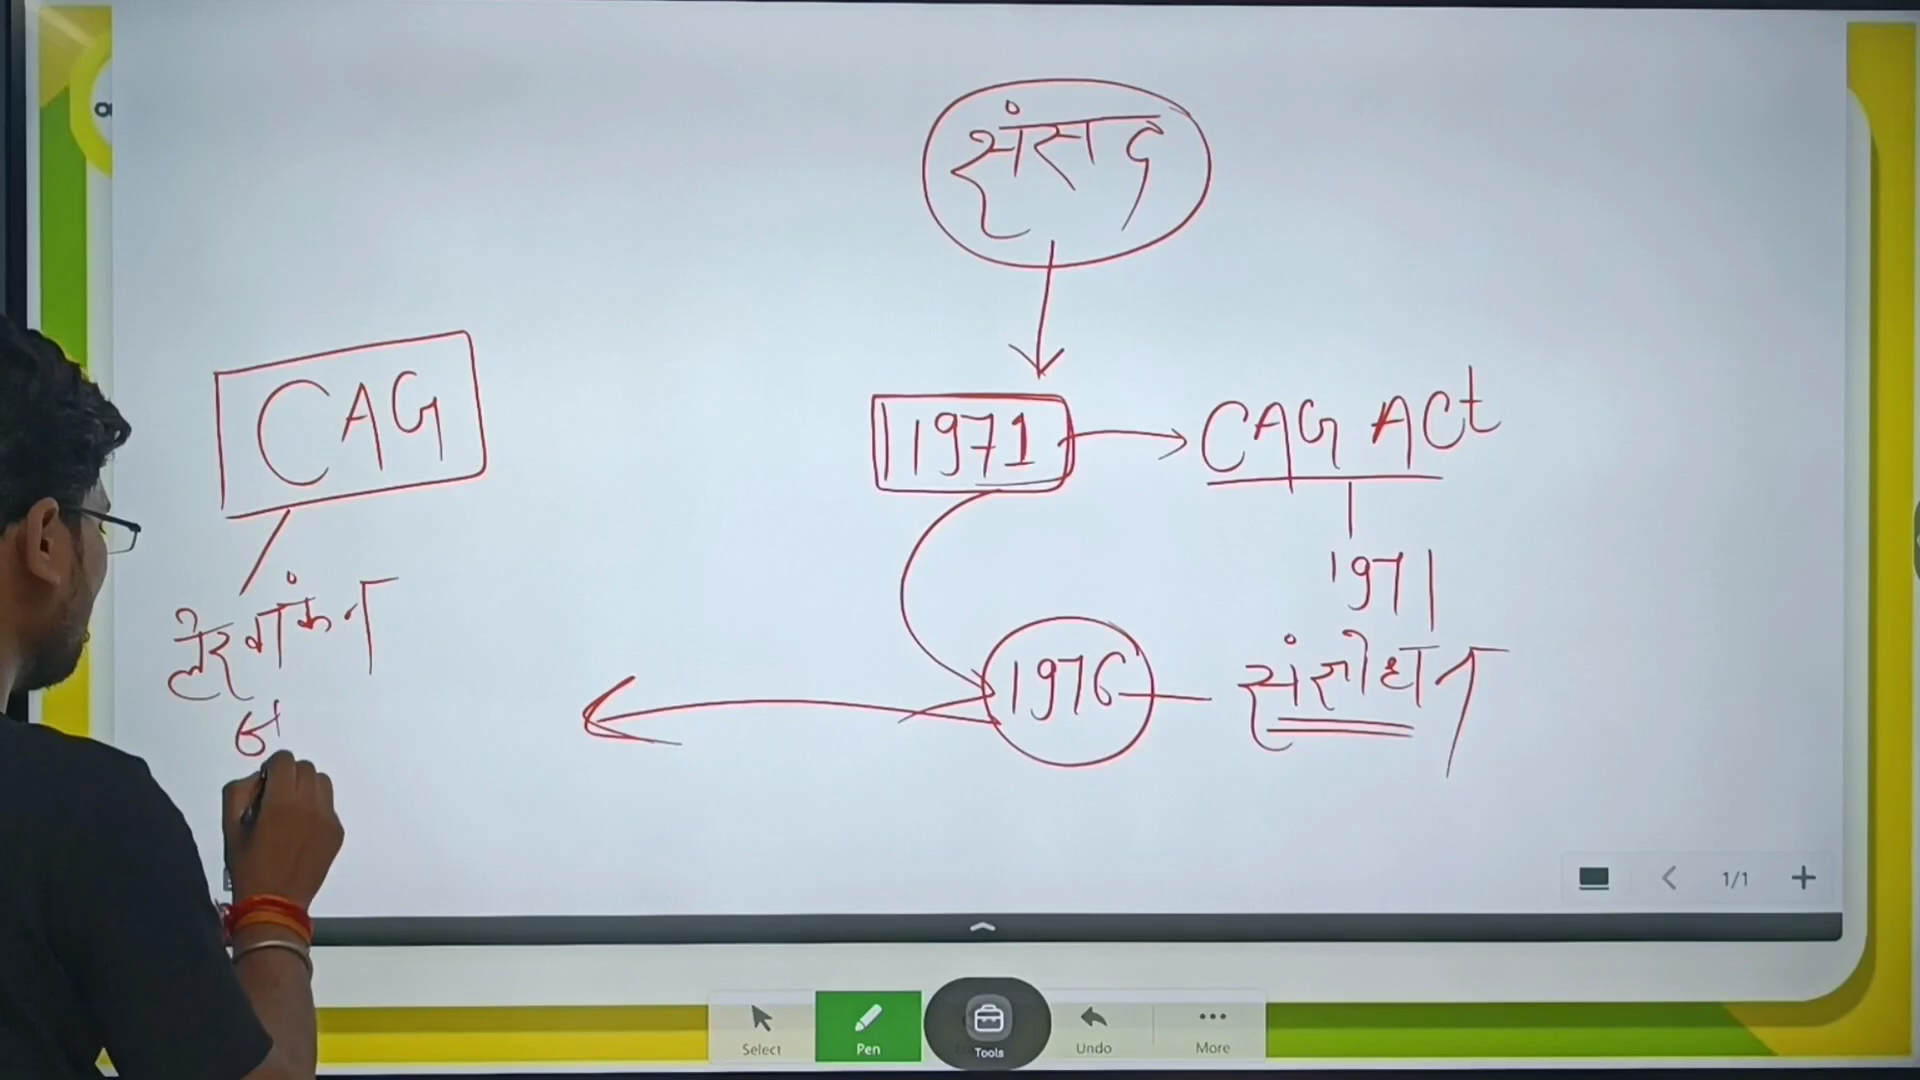 संसद
CAG
1971
CAG ACt
1971
लेखांकन
1976
संसोधन
1/1
Select
Pen
Tools
Undo
More